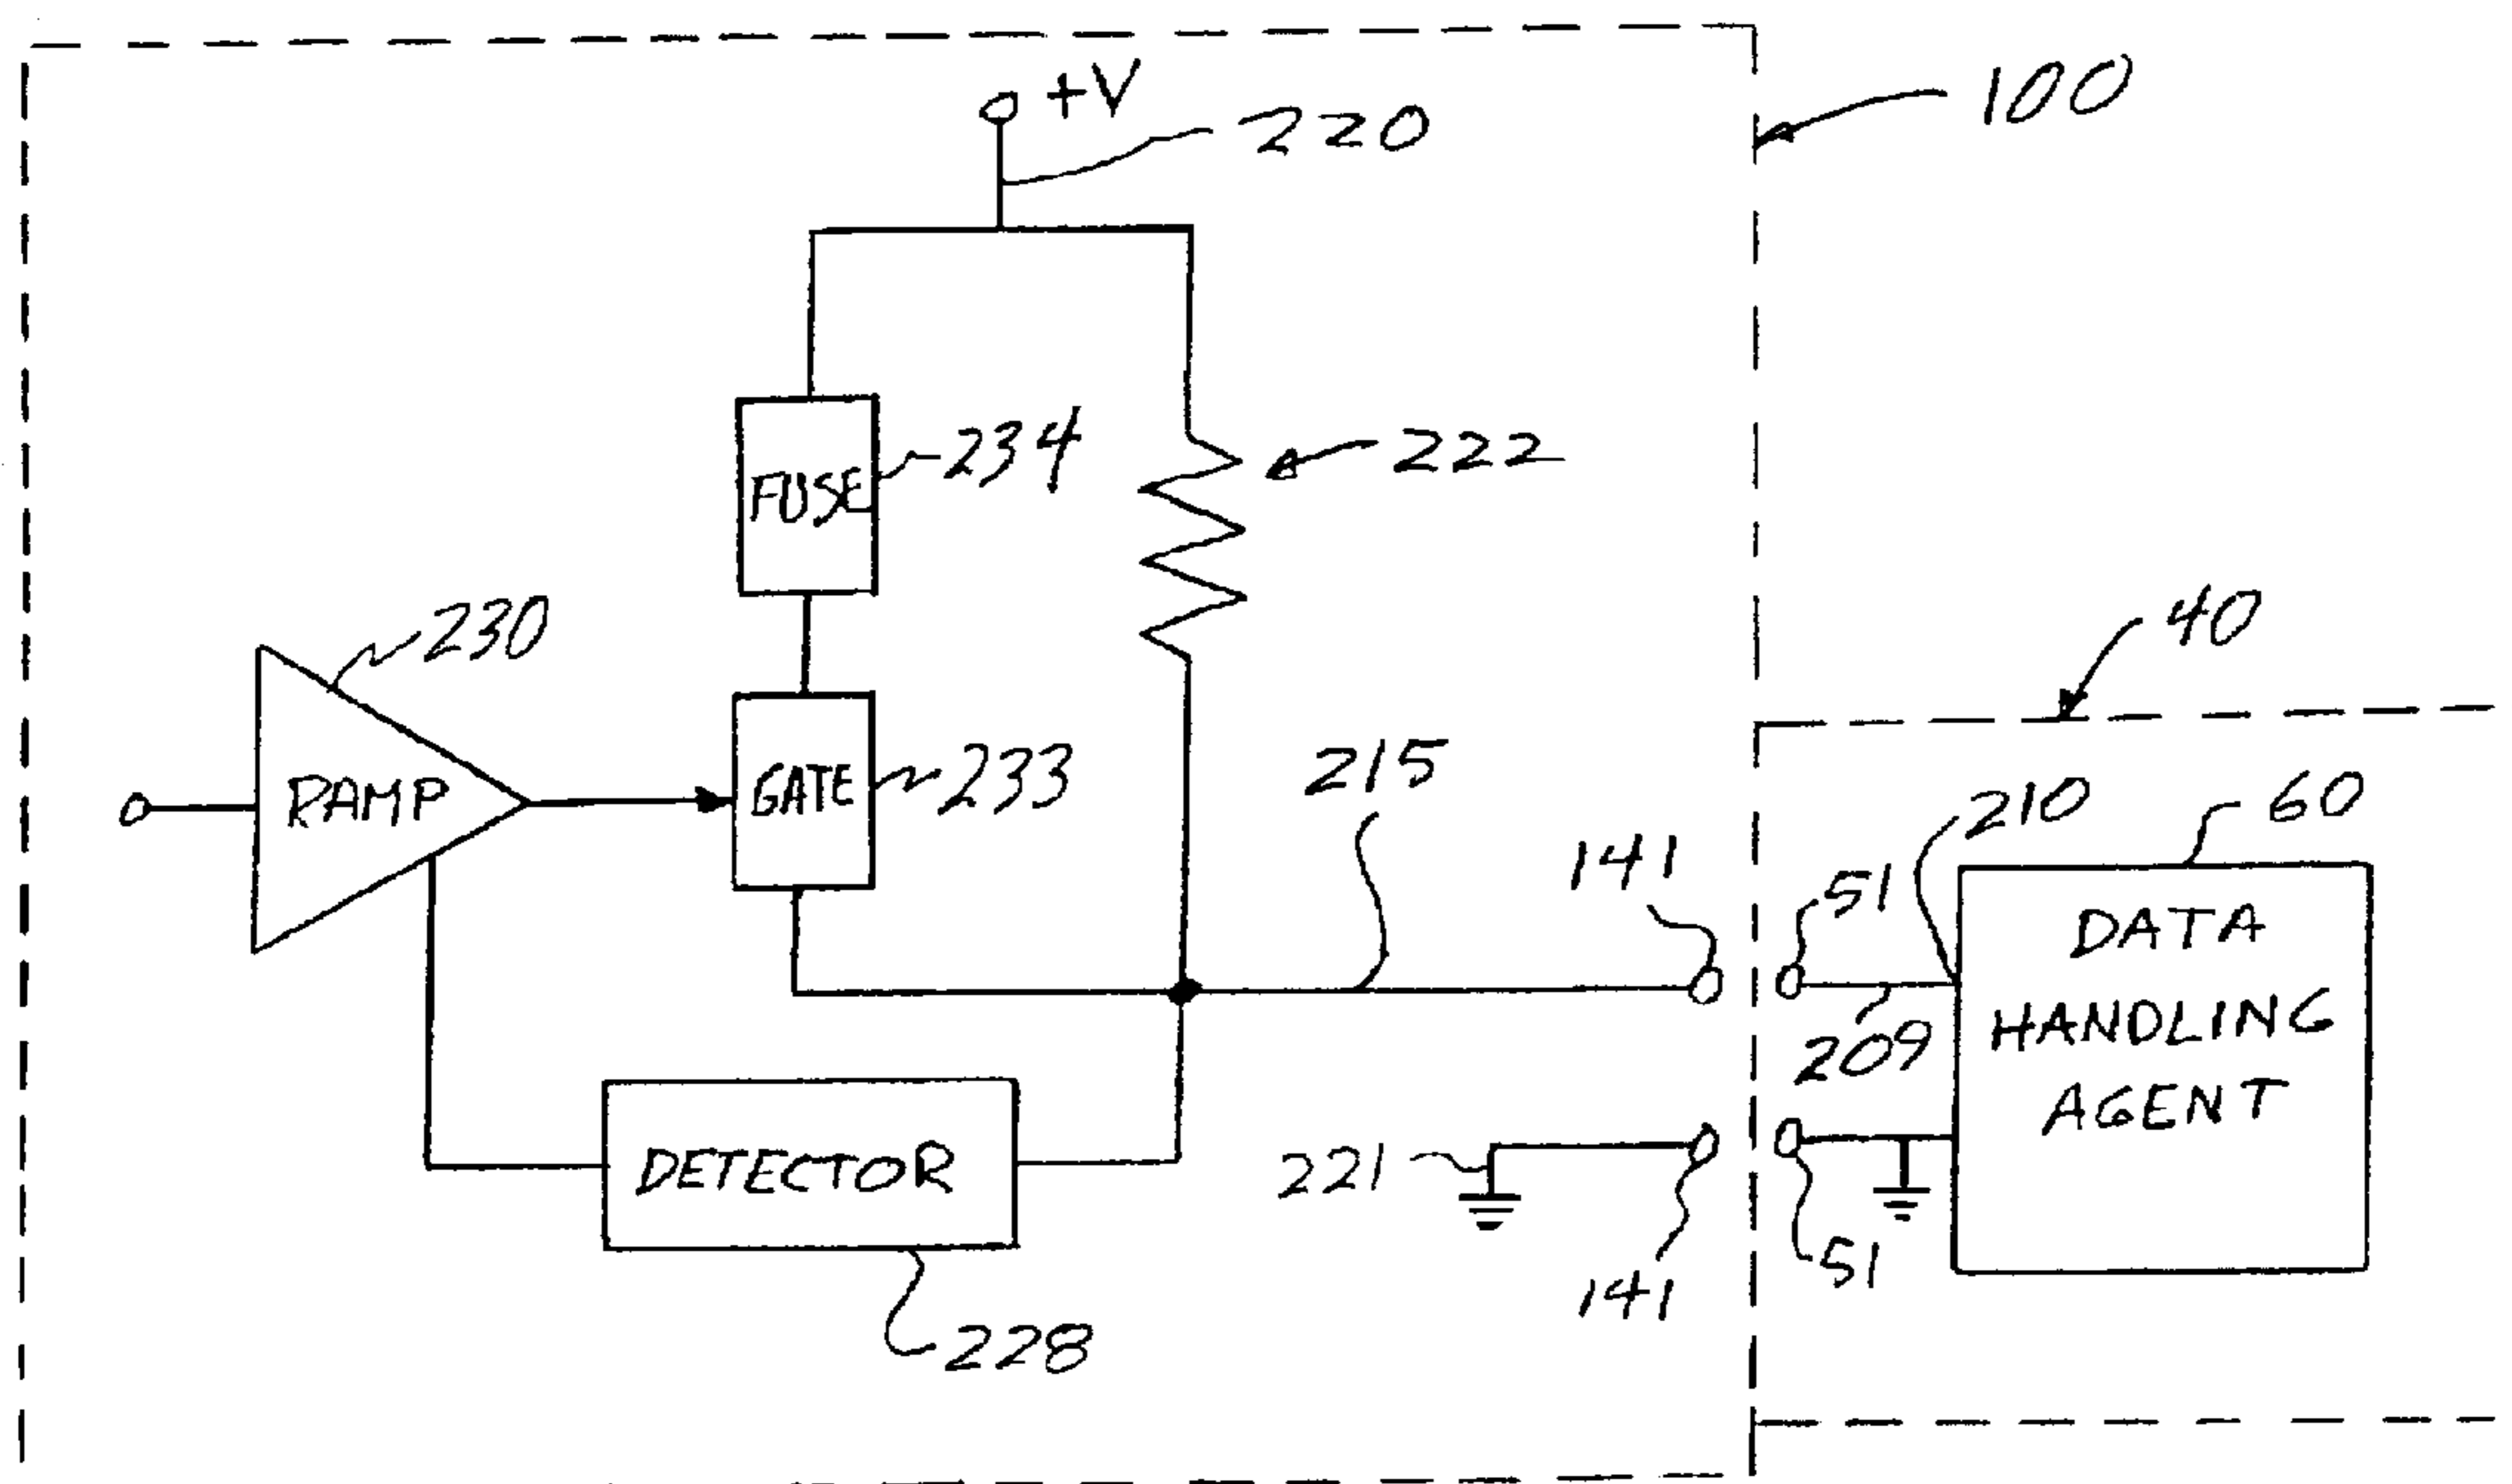 +V
220
100
FUSE
234
222
230
40
RAMP
GATE
233
215
210
60
141
51
DATA
HANDLING
AGENT
209
DETECTOR
221
141
51
228